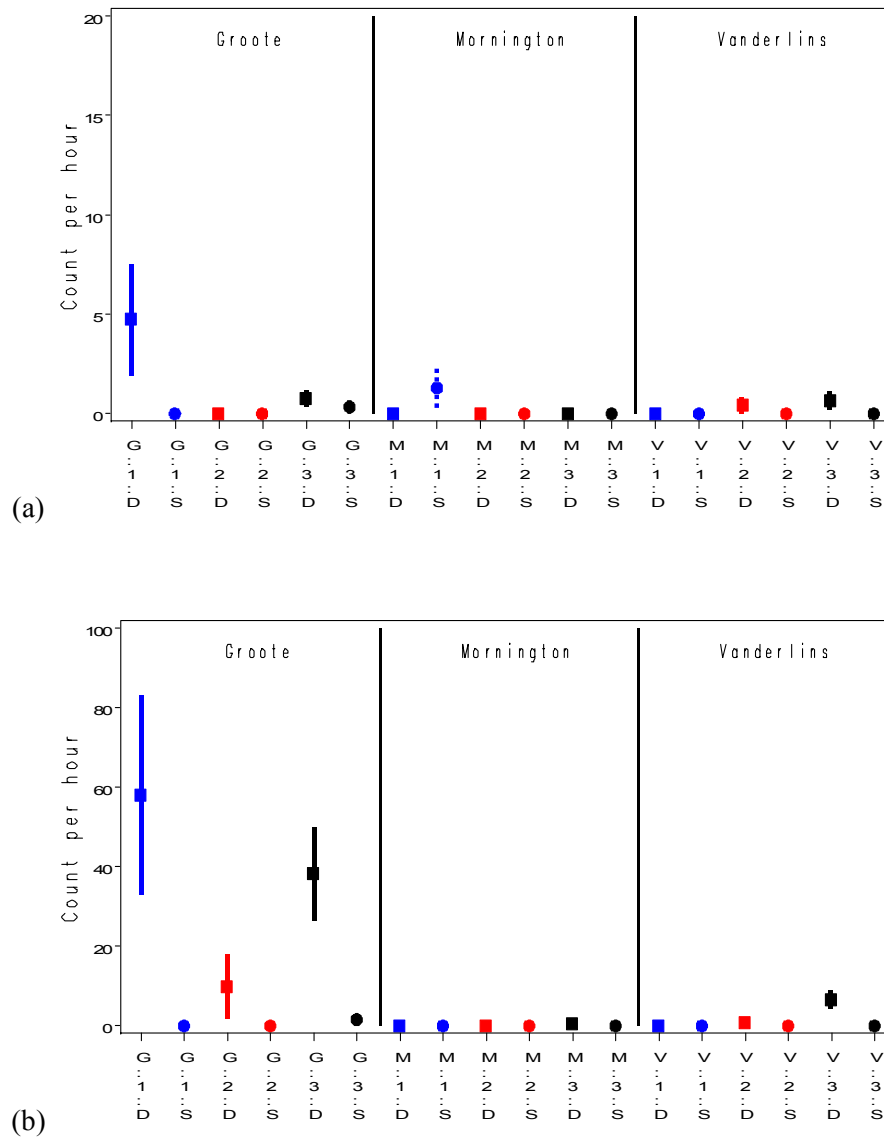 20
15
10
5
0
Count per hour
Groote Mornington Vanderlins
G::1::D G::1::S G::2::D G::2::S G::3::D G::3::S M::1::D M::1::S M::2::D M::2::S M::3::D M::3::S V::1::D V::1::S V::2::D V::2::S V::3::D V::3::S
(a)
100
80
60
40
20
0
Count per hour
Groote Mornington Vanderlins
G::1::D G::1::S G::2::D G::2::S G::3::D G::3::S M::1::D M::1::S M::2::D M::2::S M::3::D M::3::S V::1::D V::1::S V::2::D V::2::S V::3::D V::3::S
(b)